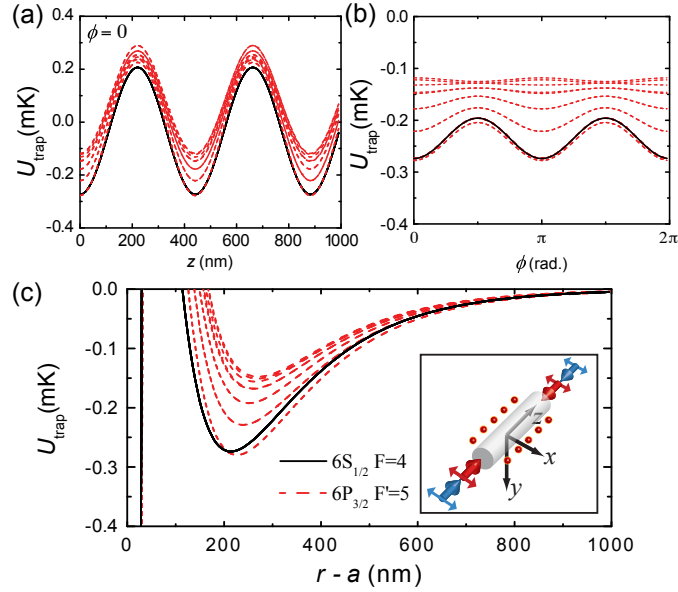 (a)
ϕ = 0
U_trap (mK)
0.4
0.2
0.0
-0.2
-0.4
0 200 400 600 800 1000
z (nm)
(b)
U_trap (mK)
0.0
-0.1
-0.2
-0.3
-0.4
0 π 2π
ϕ (rad.)
(c)
U_trap (mK)
0.0
-0.1
-0.2
-0.3
-0.4
6S_1/2 F=4
6P_3/2 F'=5
z
x
y
0 200 400 600 800 1000
r - a (nm)